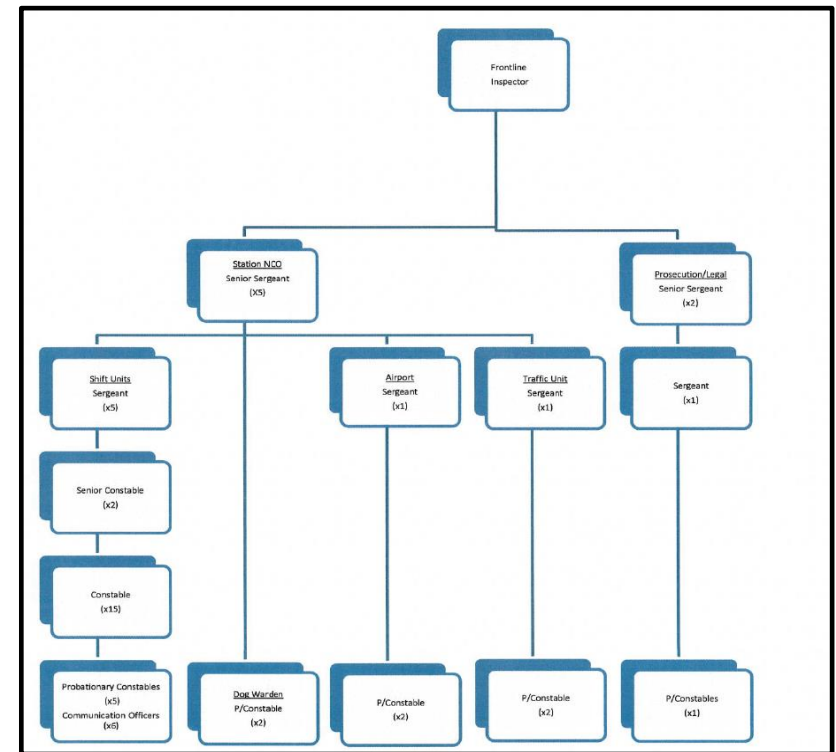 Frontline
Inspector
Station NCO
Senior Sergeant
(X5)
Prosecution/Legal
Senior Sergeant
(x2)
Shift Units
Sergeant
(x5)
Airport
Sergeant
(x1)
Traffic Unit
Sergeant
(x1)
Sergeant
(x1)
Senior Constable
(x2)
Constable
(x15)
Probationary Constables
(x5)
Communication Officers
(x6)
Dog Warden
P/Constable
(x2)
P/Constable
(x2)
P/Constable
(x2)
P/Constables
(x1)